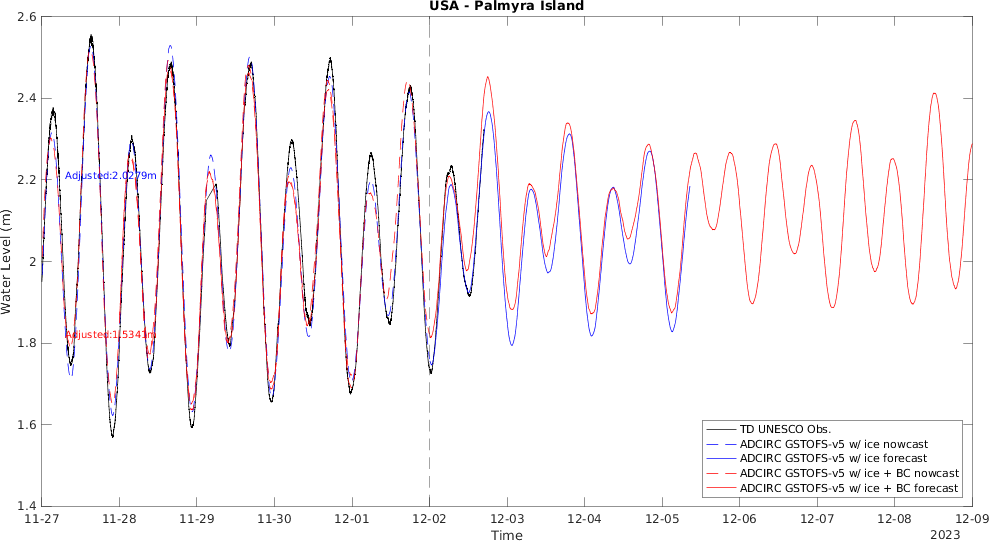 USA - Palmyra Island
2.6
2.4
2.2
2
1.8
1.6
1.4
Water Level (m)
Adjusted:2.0279m
Adjusted:1.5341m
TD UNESCO Obs.
ADCIRC GSTOFS-v5 w/ ice nowcast
ADCIRC GSTOFS-v5 w/ ice forecast
ADCIRC GSTOFS-v5 w/ ice + BC nowcast
ADCIRC GSTOFS-v5 w/ ice + BC forecast
11-27 11-28 11-29 11-30 12-01 12-02 12-03 12-04 12-05 12-06 12-07 12-08 12-09
Time
2023